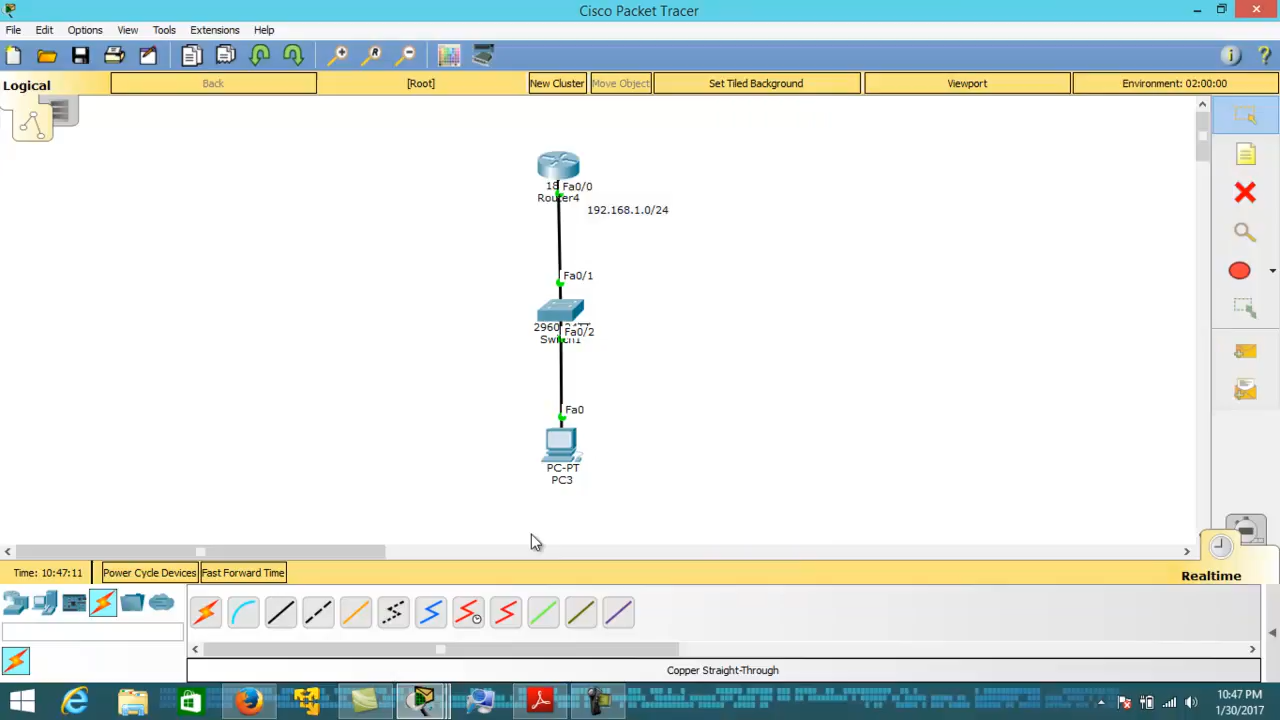 Cisco Packet Tracer
File Edit Options View Tools Extensions Help
Logical Back [Root] New Cluster Move Object Set Tiled Background Viewport Environment: 02:00:00
Fa0/0
Router4
192.168.1.0/24
Fa0/1
Fa0/2
Switch1
Fa0
PC-PT
PC3
Time: 10:47:11 Power Cycle Devices Fast Forward Time
Realtime
Copper Straight-Through
10:47 PM
1/30/2017